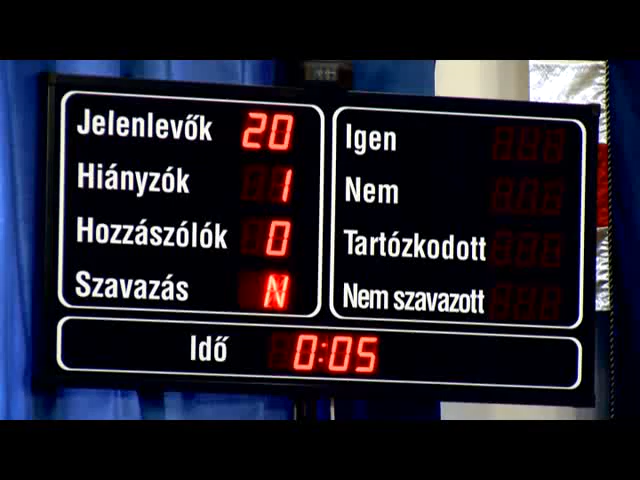 Jelenlevők 20
Hiányzók 1
Hozzászólók 0
Szavazás N
Igen
Nem
Tartózkodott
Nem szavazott
Idő 0:05